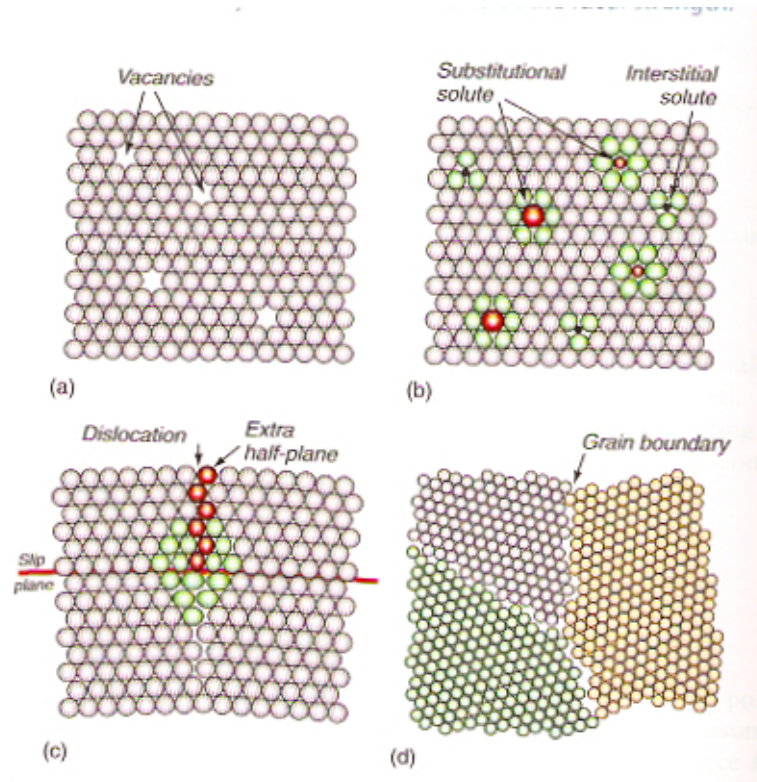 Vacancies
Substitutional
solute
Interstitial
solute
(a)
(b)
Dislocation
Extra
half-plane
Grain boundary
Slip
plane
(c)
(d)